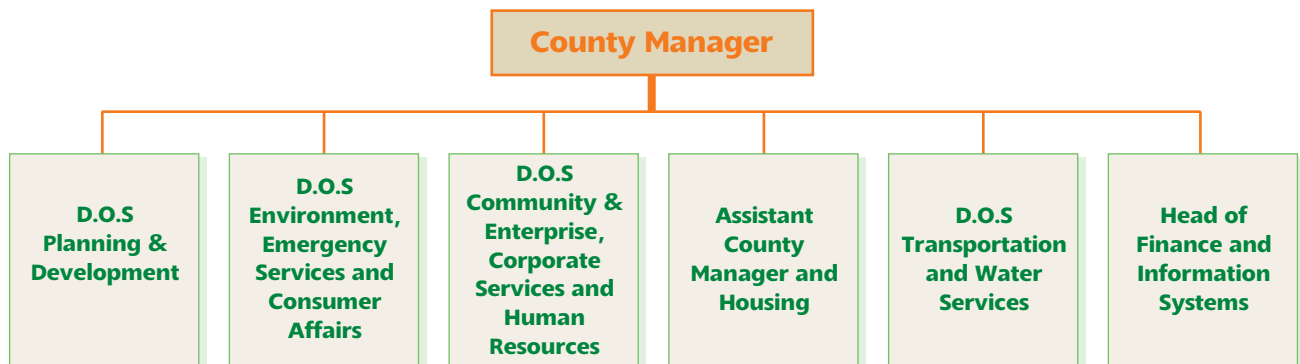 County Manager
D.O.S
Planning &
Development
D.O.S
Environment,
Emergency
Services and
Consumer
Affairs
D.O.S
Community &
Enterprise,
Corporate
Services and
Human
Resources
Assistant
County
Manager and
Housing
D.O.S
Transportation
and Water
Services
Head of
Finance and
Information
Systems